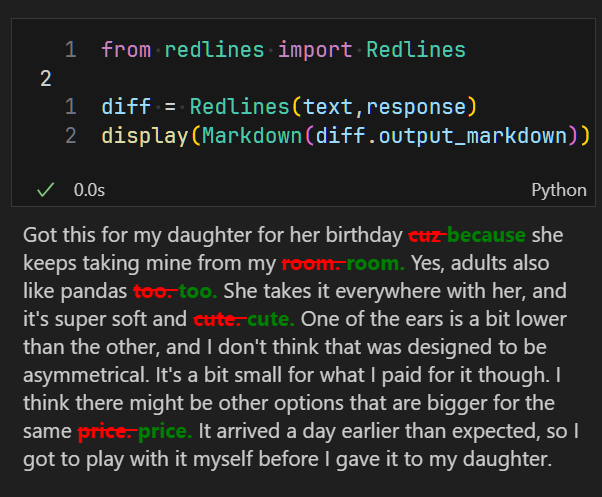 1 from redlines import Redlines
2
1 diff = Redlines(text,response)
2 display(Markdown(diff.output_markdown))
0.0s Python
Got this for my daughter for her birthday cuz because she
keeps taking mine from my room. room. Yes, adults also
like pandas too. too. She takes it everywhere with her, and
it's super soft and cute. cute. One of the ears is a bit lower
than the other, and I don't think that was designed to be
asymmetrical. It's a bit small for what I paid for it though. I
think there might be other options that are bigger for the
same price. price. It arrived a day earlier than expected, so I
got to play with it myself before I gave it to my daughter.